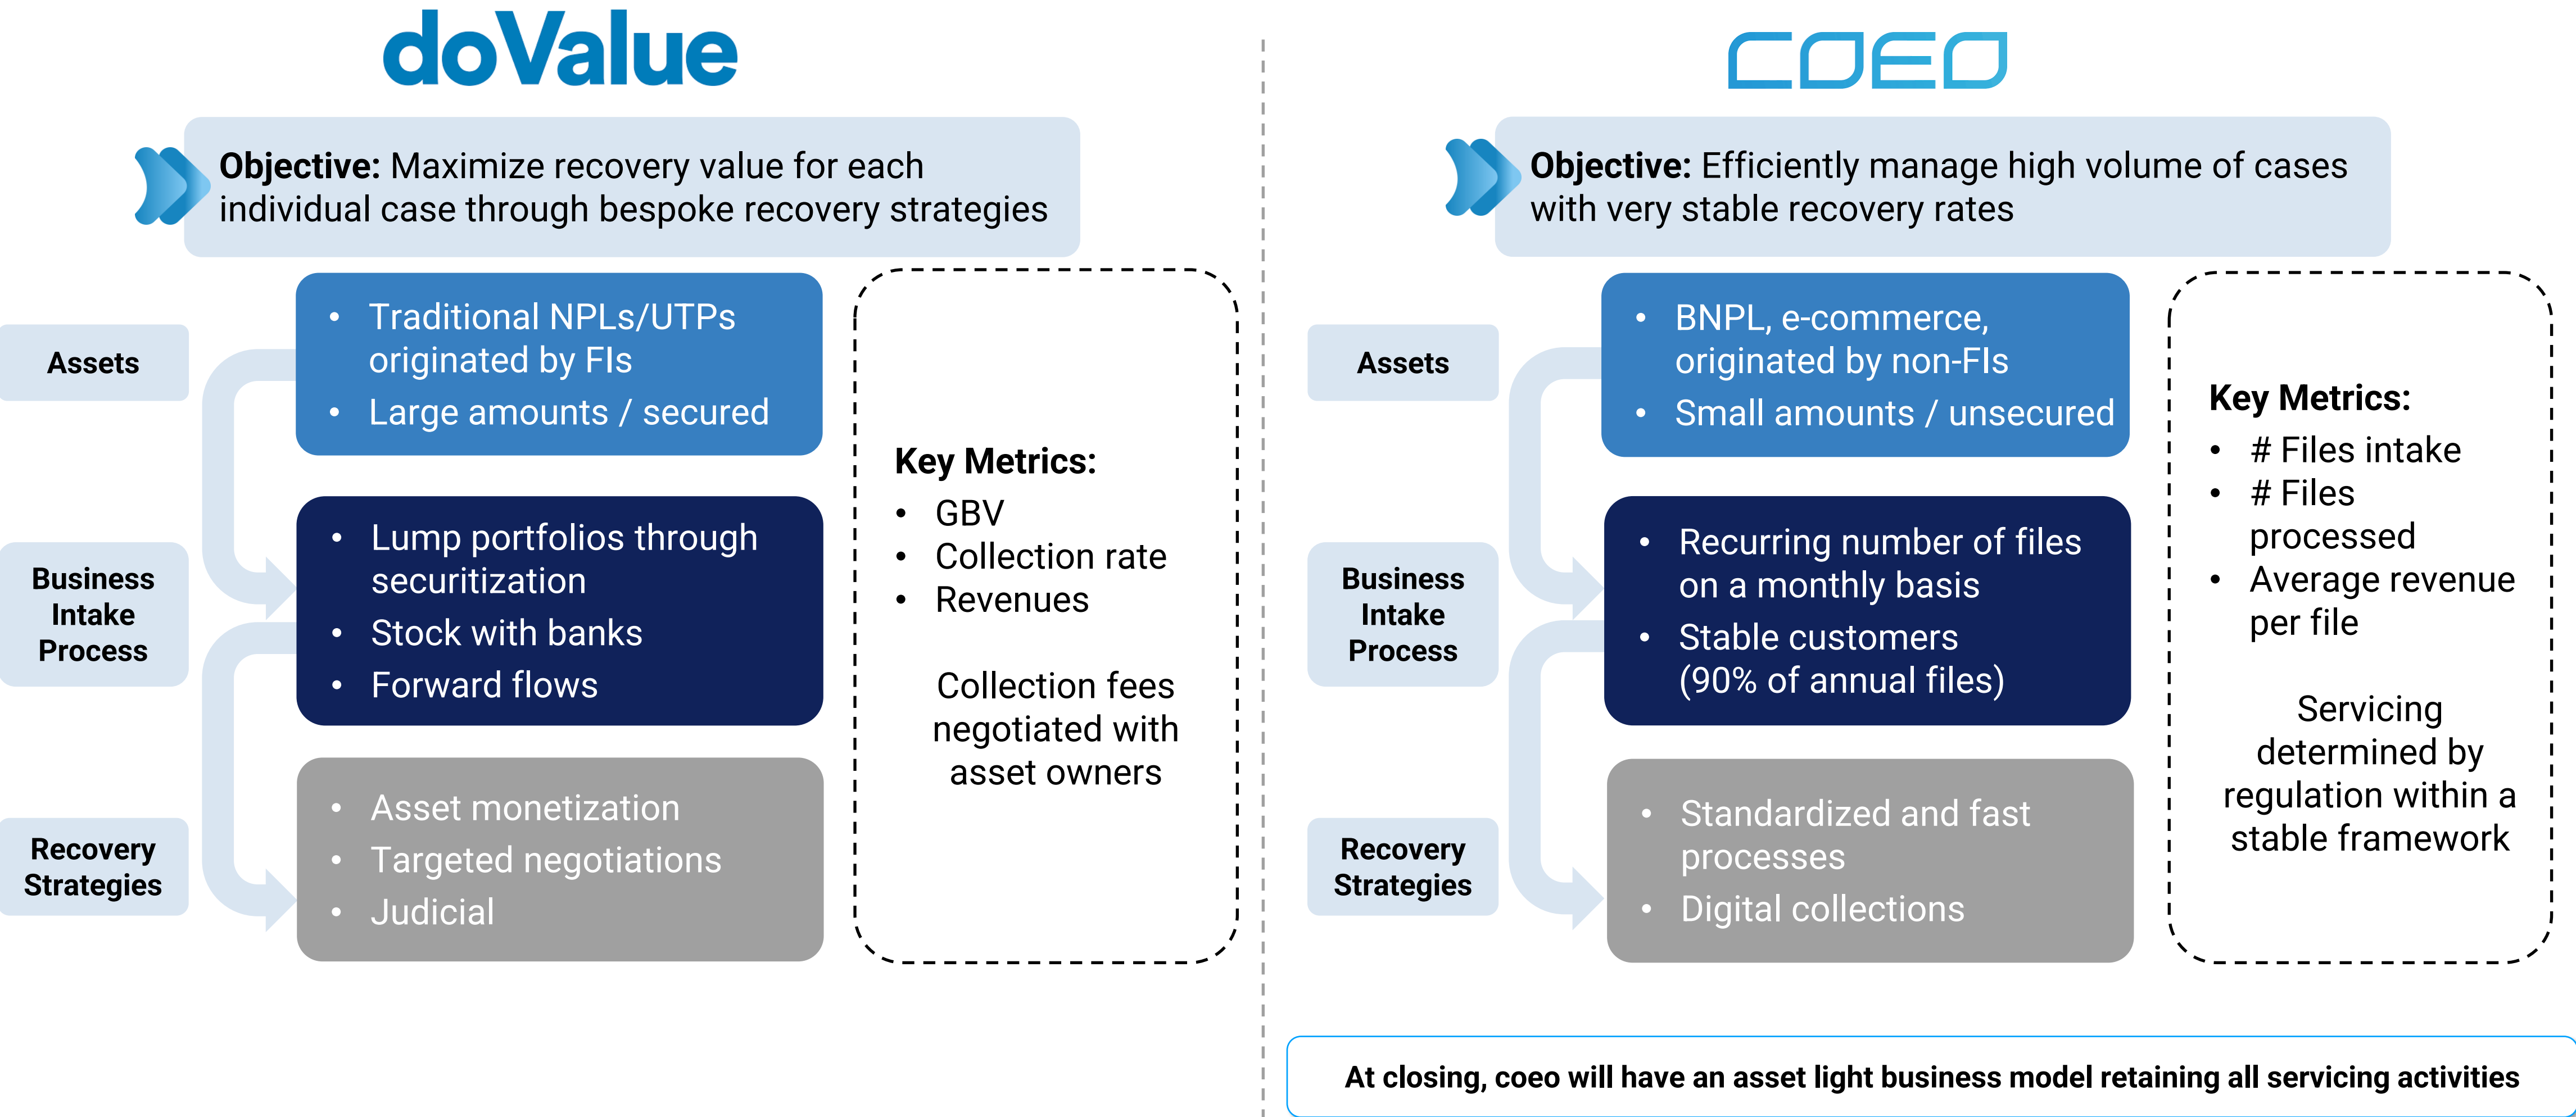 doValue
Objective: Maximize recovery value for each
individual case through bespoke recovery strategies
Assets
• Traditional NPLs/UTPs
originated by FIs
• Large amounts / secured
Business
Intake
Process
• Lump portfolios through
securitization
• Stock with banks
• Forward flows
Recovery
Strategies
• Asset monetization
• Targeted negotiations
• Judicial
Key Metrics:
• GBV
• Collection rate
• Revenues
Collection fees
negotiated with
asset owners
COEO
Objective: Efficiently manage high volume of cases
with very stable recovery rates
Assets
• BNPL, e-commerce,
originated by non-FIs
• Small amounts / unsecured
Business
Intake
Process
• Recurring number of files
on a monthly basis
• Stable customers
(90% of annual files)
Recovery
Strategies
• Standardized and fast
processes
• Digital collections
Key Metrics:
• # Files intake
• # Files
processed
• Average revenue
per file
Servicing
determined by
regulation within a
stable framework
At closing, coeo will have an asset light business model retaining all servicing activities